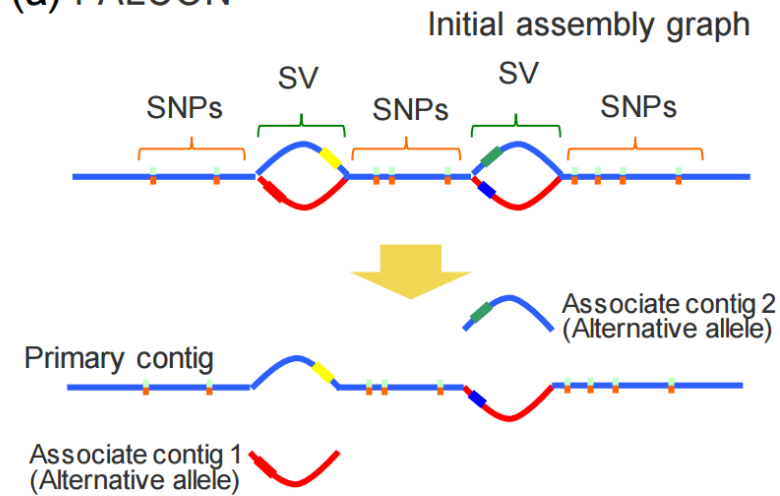 (a) FALCON
Initial assembly graph
SV
SV
SNPs
SNPs
SNPs
Associate contig 2
(Alternative allele)
Primary contig
Associate contig 1
(Alternative allele)